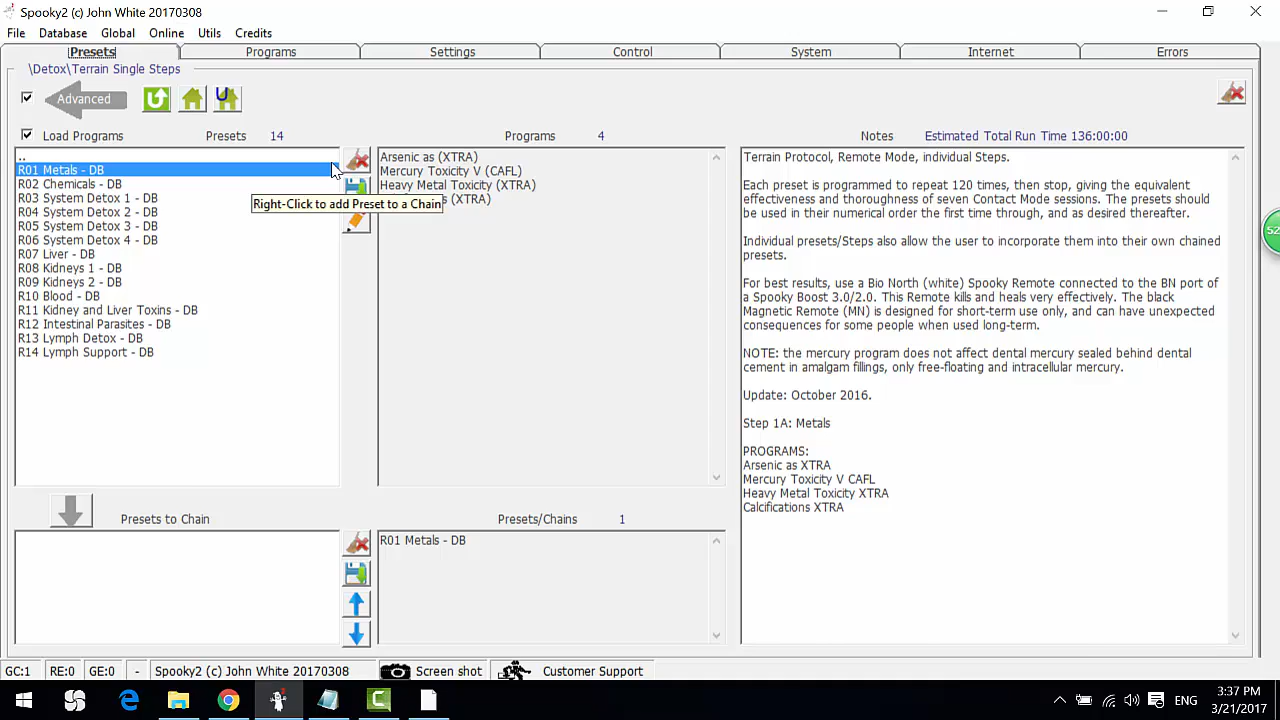 Spooky2 (c) John White 20170308
File Database Global Online Utils Credits
Presets Programs Settings Control System Internet Errors
\Detox\Terrain Single Steps
Advanced
U
Load Programs Presets 14 Programs 4 Notes Estimated Total Run Time 136:00:00
..
R01 Metals - DB
R02 Chemicals - DB
R03 System Detox 1 - DB
R04 System Detox 2 - DB
R05 System Detox 3 - DB
R06 System Detox 4 - DB
R07 Liver - DB
R08 Kidneys 1 - DB
R09 Kidneys 2 - DB
R10 Blood - DB
R11 Kidney and Liver Toxins - DB
R12 Intestinal Parasites - DB
R13 Lymph Detox - DB
R14 Lymph Support - DB
Right-Click to add Preset to a Chain
Arsenic as (XTRA)
Mercury Toxicity V (CAFL)
Heavy Metal Toxicity (XTRA)
s (XTRA)
Terrain Protocol, Remote Mode, individual Steps.
Each preset is programmed to repeat 120 times, then stop, giving the equivalent
effectiveness and thoroughness of seven Contact Mode sessions. The presets should
be used in their numerical order the first time through, and as desired thereafter.
Individual presets/Steps also allow the user to incorporate them into their own chained
presets.
For best results, use a Bio North (white) Spooky Remote connected to the BN port of
a Spooky Boost 3.0/2.0. This Remote kills and heals very effectively. The black
Magnetic Remote (MN) is designed for short-term use only, and can have unexpected
consequences for some people when used long-term.
NOTE: the mercury program does not affect dental mercury sealed behind dental
cement in amalgam fillings, only free-floating and intracellular mercury.
Update: October 2016.
Step 1A: Metals
PROGRAMS:
Arsenic as XTRA
Mercury Toxicity V CAFL
Heavy Metal Toxicity XTRA
Calcifications XTRA
52
Presets to Chain Presets/Chains 1
R01 Metals - DB
GC:1 RE:0 GE:0 - Spooky2 (c) John White 20170308 Screen shot Customer Support
ENG
3:37 PM
3/21/2017